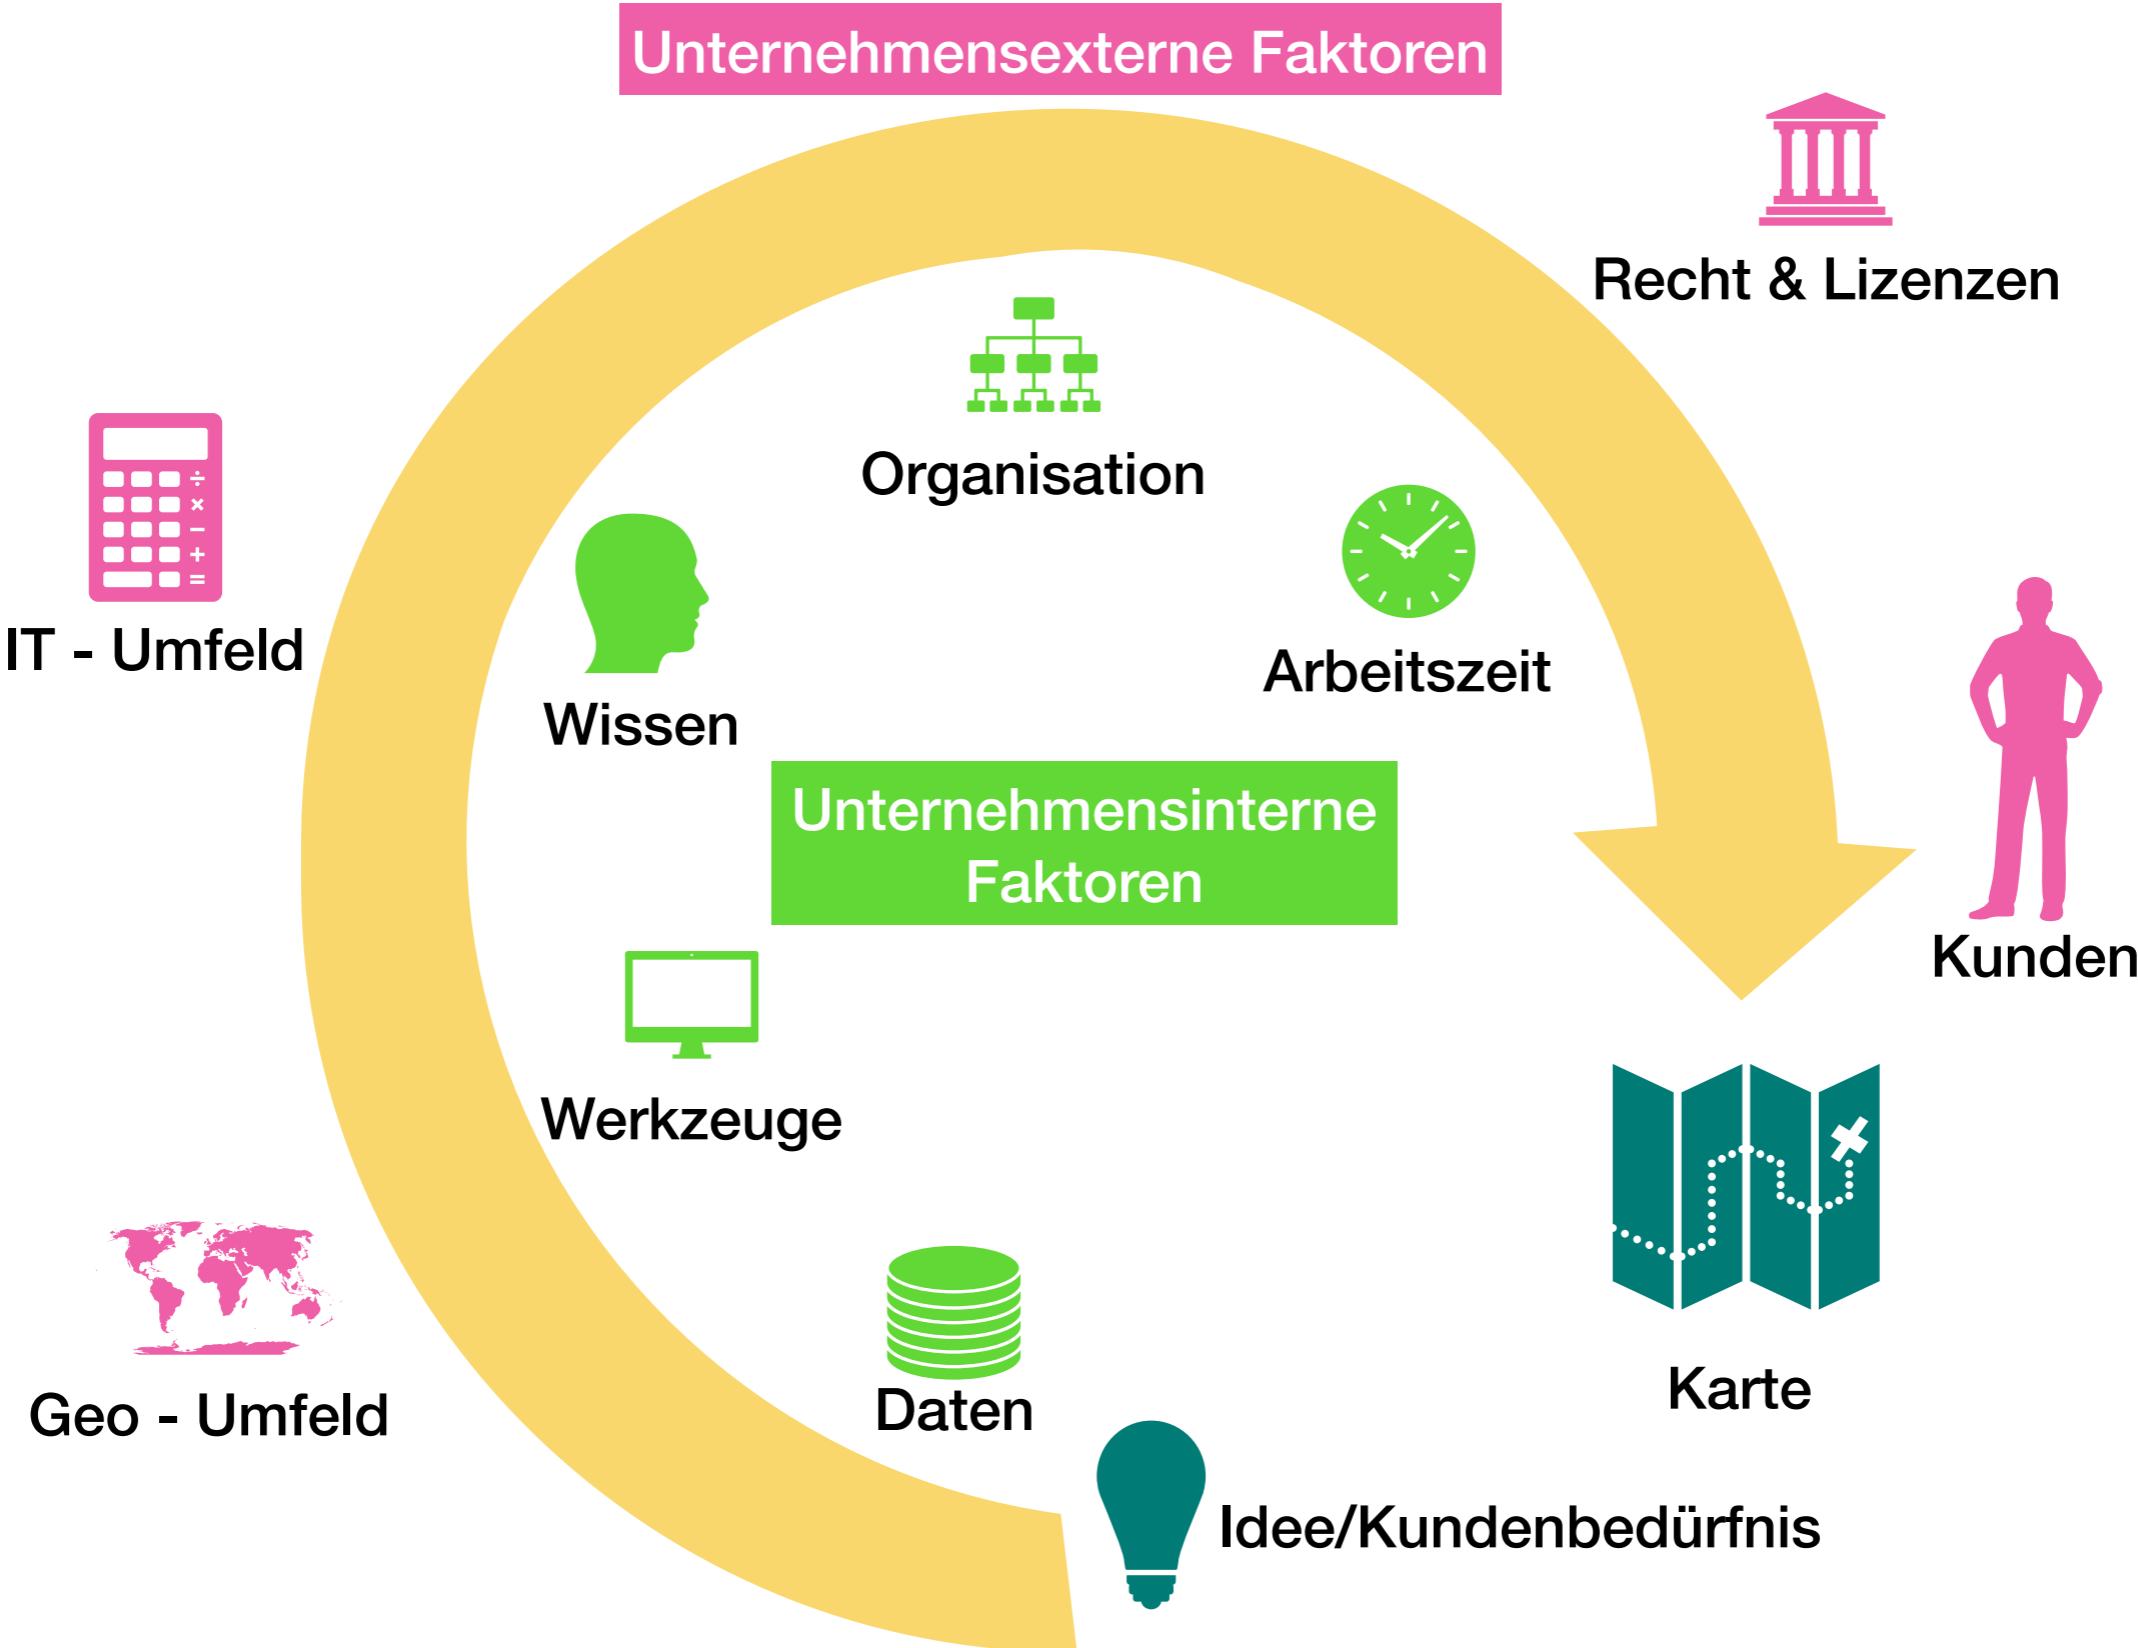 Unternehmensexterne Faktoren
Recht & Lizenzen
Organisation
IT - Umfeld
Wissen
Arbeitszeit
Unternehmensinterne
Faktoren
Kunden
Werkzeuge
Karte
Geo - Umfeld
Daten
Idee/Kundenbedürfnis